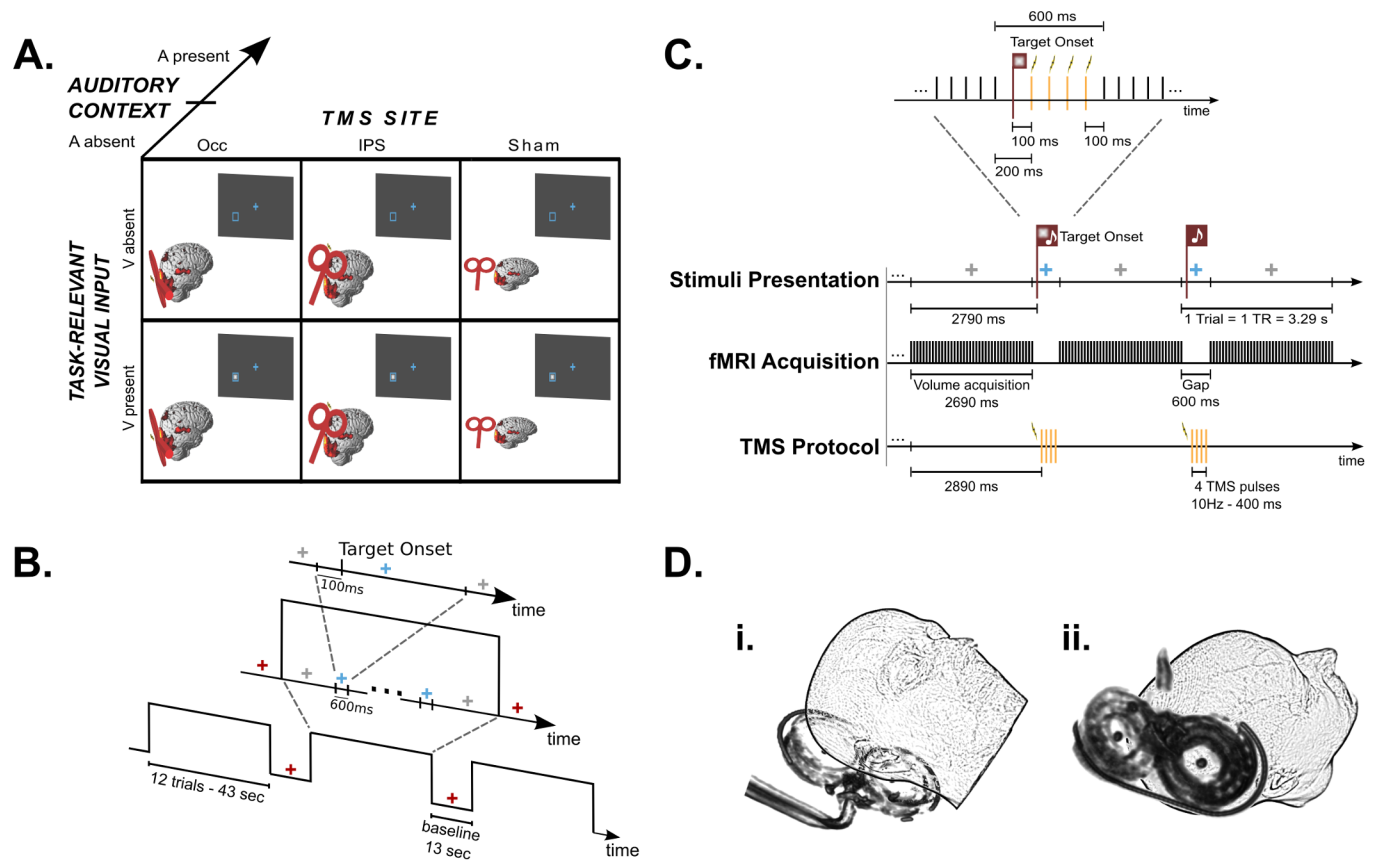 A.
A present
AUDITORY
CONTEXT
A absent
TMS SITE
Occ
IPS
Sham
TASK-RELEVANT
VISUAL INPUT
V absent
V present
B.
Target Onset
100ms
time
600ms
time
12 trials - 43 sec
baseline
13 sec
time
C.
600 ms
Target Onset
... ...
time
100 ms 100 ms
200 ms
Target Onset
Stimuli Presentation ...
2790 ms
1 Trial = 1 TR = 3.29 s
fMRI Acquisition ...
Volume acquisition
2690 ms
Gap
600 ms
TMS Protocol ...
time
2890 ms
4 TMS pulses
10Hz - 400 ms
D.
i.
ii.